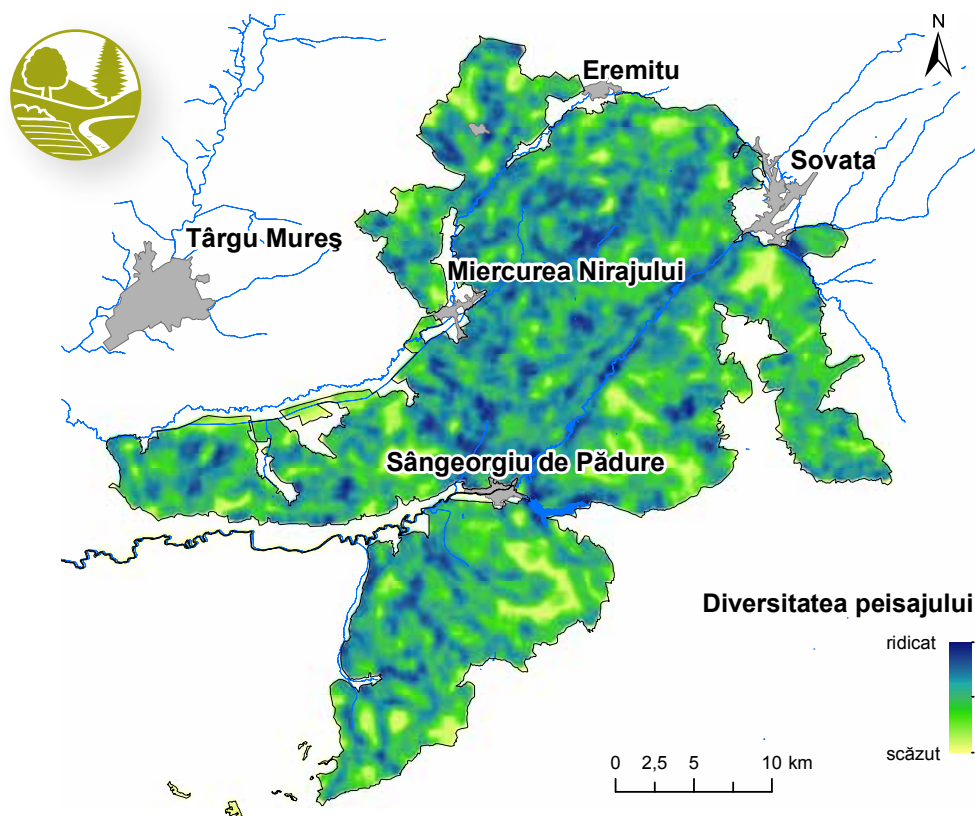 N
Eremitu
Sovata
Târgu Mureş
Miercurea Nirajului
Sângeorgiu de Pădure
Diversitatea peisajului
ridicat
scăzut
0 2,5 5 10 km